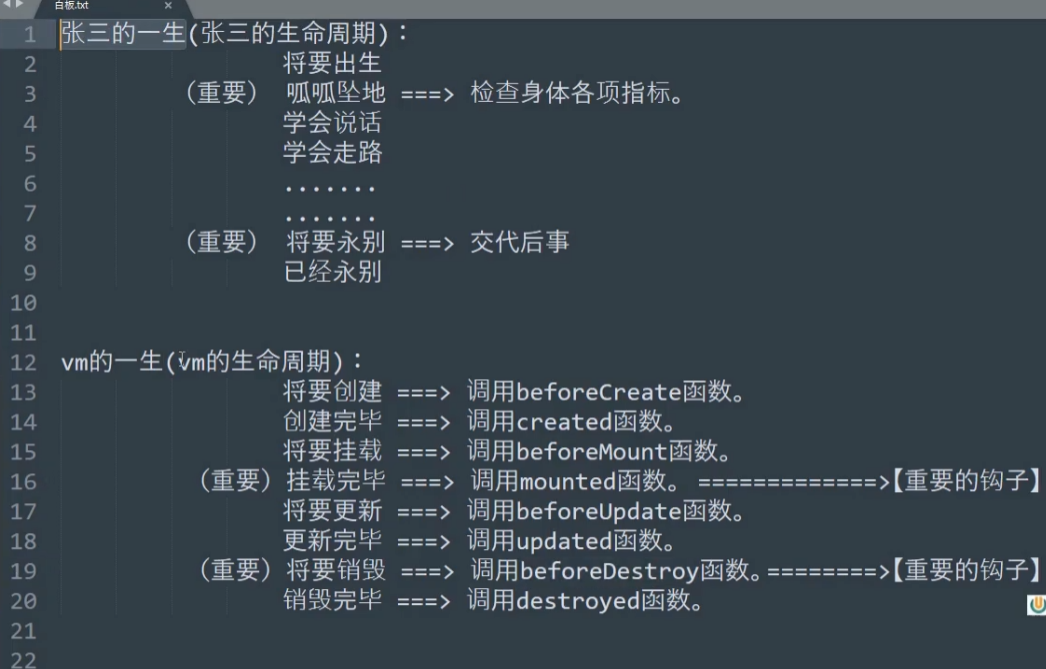 白板.txt ×
1 张三的一生(张三的生命周期)：
2 将要出生
3 （重要） 呱呱坠地 ===> 检查身体各项指标。
4 学会说话
5 学会走路
6 .......
7 .......
8 （重要） 将要永别 ===> 交代后事
9 已经永别
10
11
12 vm的一生(vm的生命周期)：
13 将要创建 ===> 调用beforeCreate函数。
14 创建完毕 ===> 调用created函数。
15 将要挂载 ===> 调用beforeMount函数。
16 （重要）挂载完毕 ===> 调用mounted函数。 =============>【重要的钩子】
17 将要更新 ===> 调用beforeUpdate函数。
18 更新完毕 ===> 调用updated函数。
19 （重要）将要销毁 ===> 调用beforeDestroy函数。========>【重要的钩子】
20 销毁完毕 ===> 调用destroyed函数。
21
22